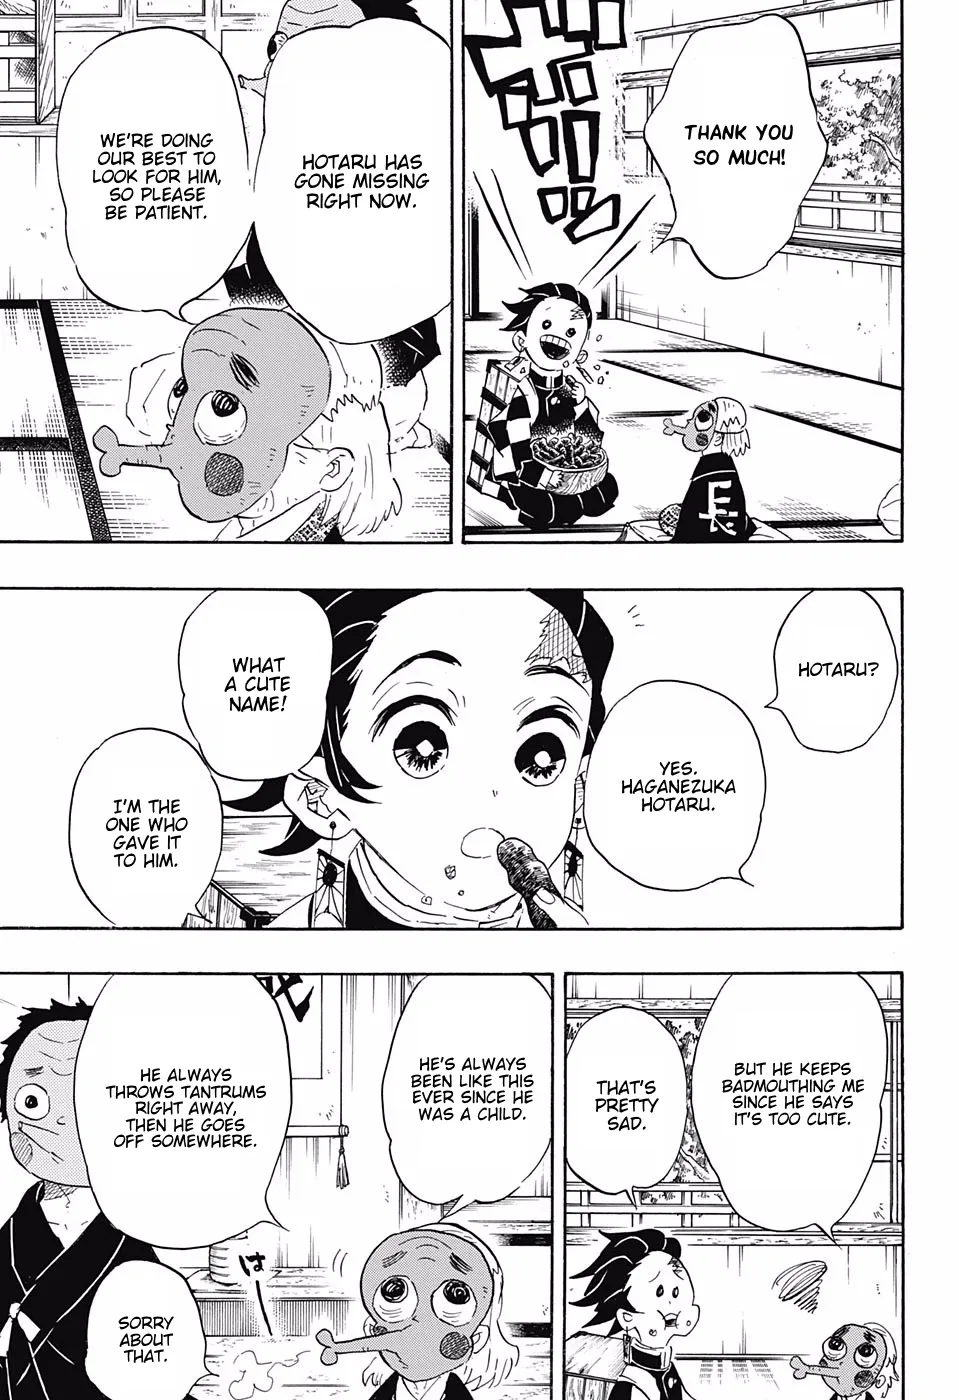 THANK YOU
SO MUCH!
長
HOTARU HAS
GONE MISSING
RIGHT NOW.
WE'RE DOING
OUR BEST TO
LOOK FOR HIM,
SO PLEASE
BE PATIENT.
HOTARU?
YES.
HAGANEZUKA
HOTARU.
WHAT
A CUTE
NAME!
I'M THE
ONE WHO
GAVE IT
TO HIM.
BUT HE KEEPS
BADMOUTHING ME
SINCE HE SAYS
IT'S TOO CUTE.
THAT'S
PRETTY
SAD.
HE'S ALWAYS
BEEN LIKE THIS
EVER SINCE HE
WAS A CHILD.
は
HE ALWAYS
THROWS TANTRUMS
RIGHT AWAY,
THEN HE GOES
OFF SOMEWHERE.
SORRY
ABOUT
THAT.